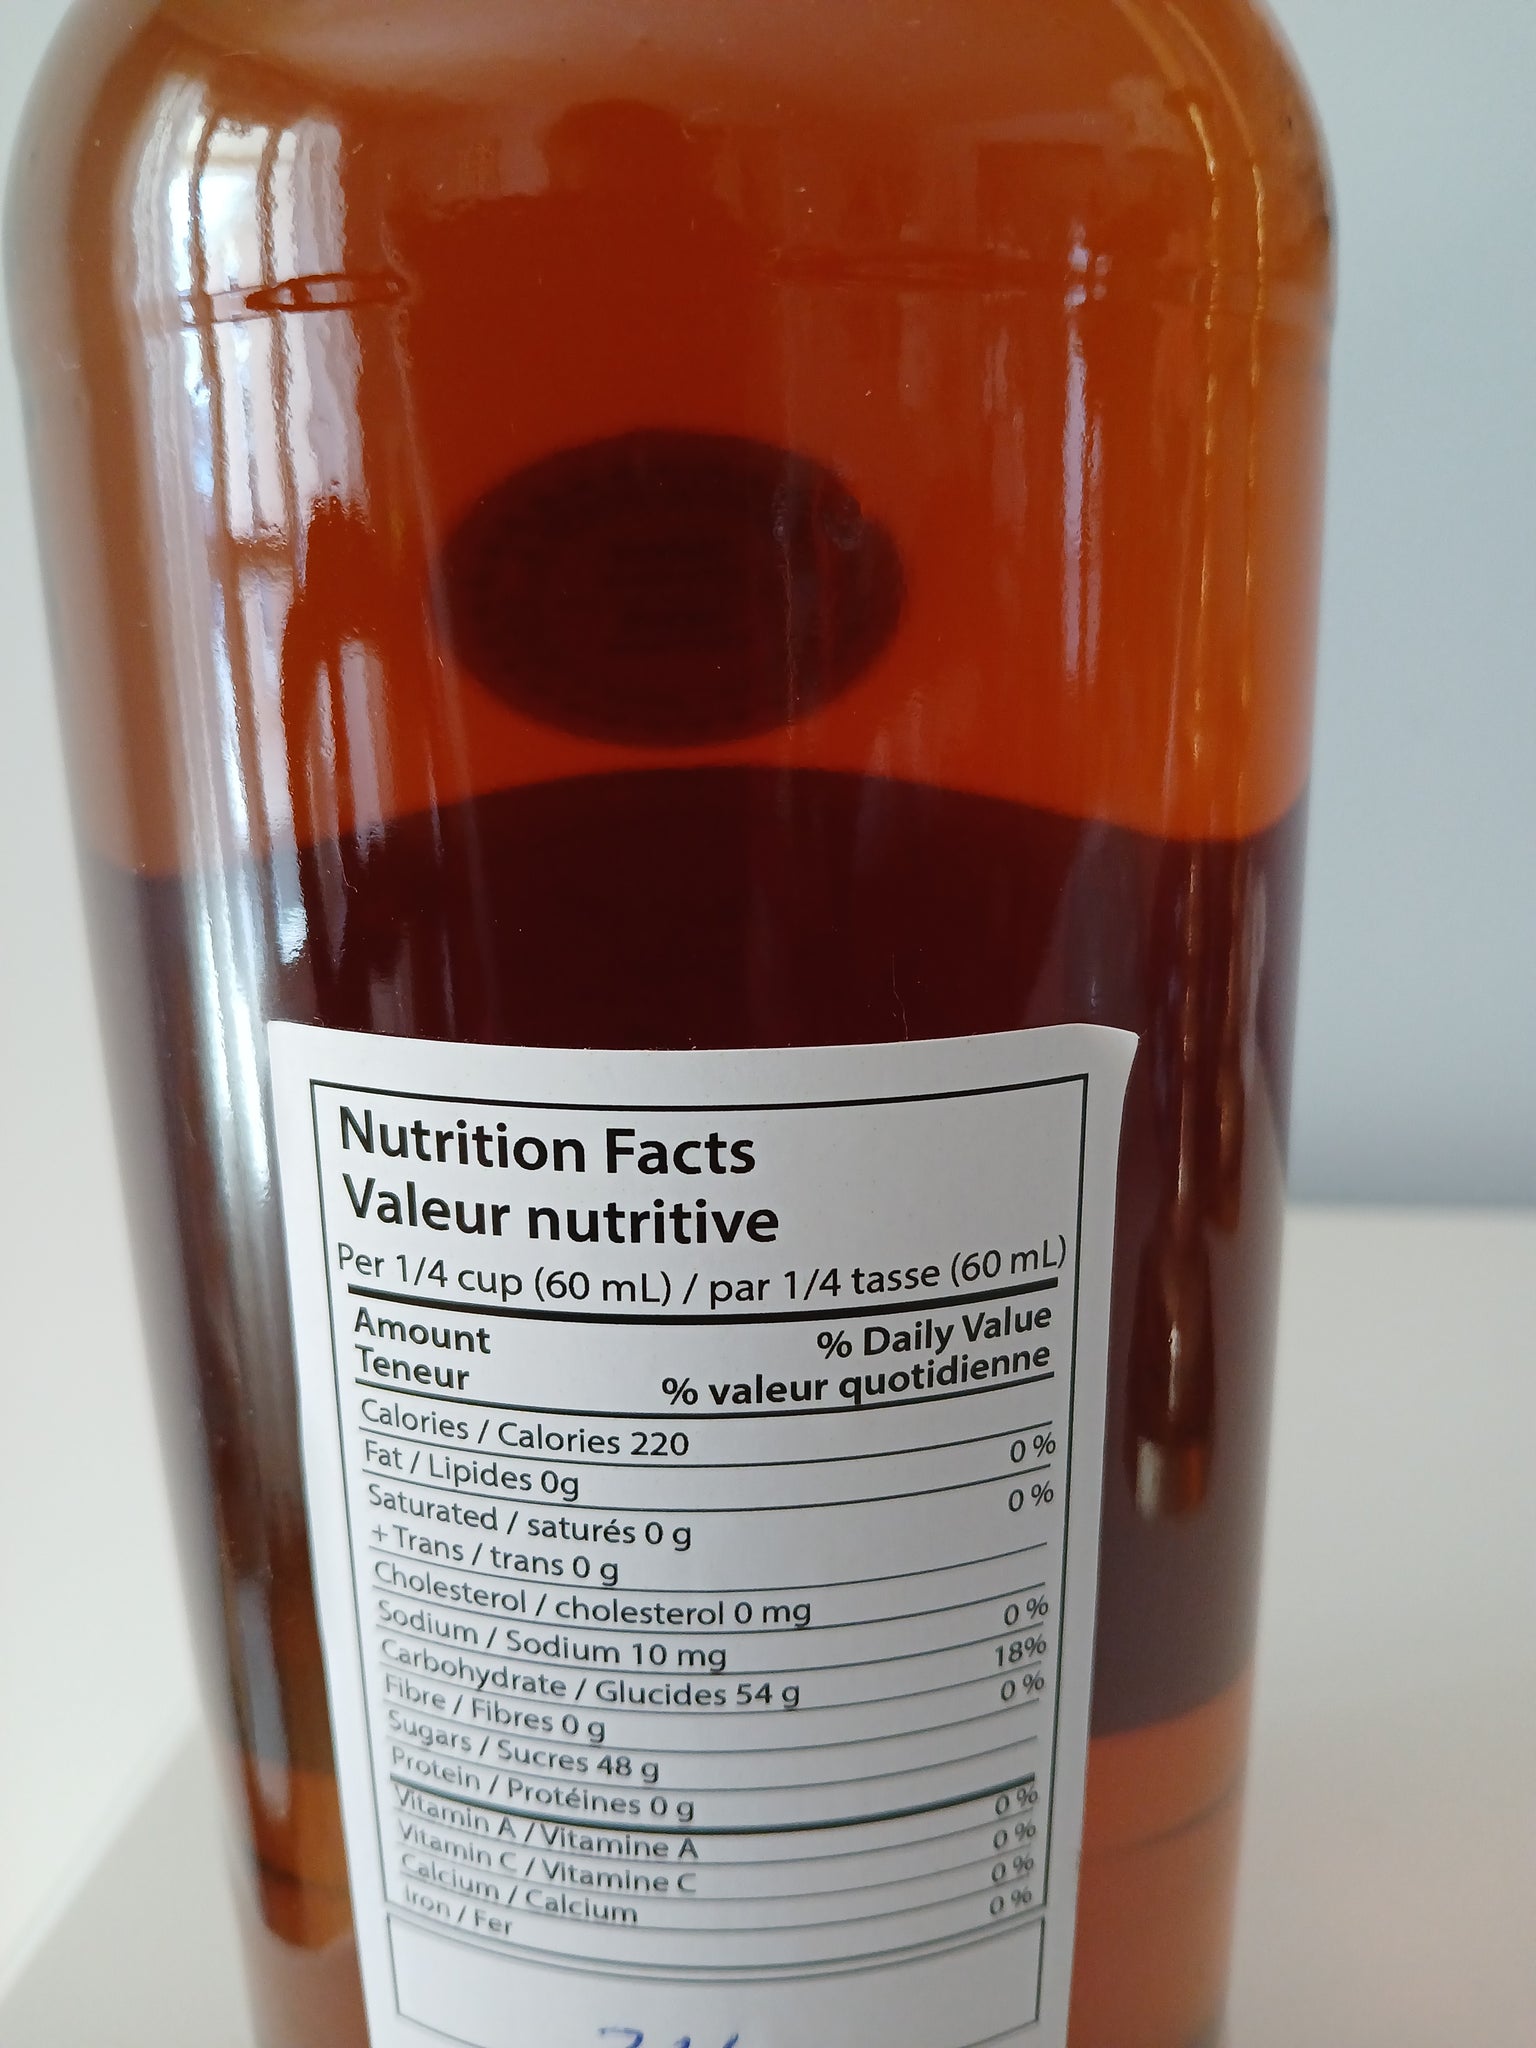 Nutrition Facts
Valeur nutritive
Per 1/4 cup (60 mL) / par 1/4 tasse (60 mL)
Amount % Daily Value
Teneur % valeur quotidienne
Calories / Calories 220
Fat / Lipides 0g 0 %
Saturated / saturés 0 g 0 %
+ Trans / trans 0 g
Cholesterol / cholesterol 0 mg
Sodium / Sodium 10 mg 0 %
Carbohydrate / Glucides 54 g 18%
Fibre / Fibres 0 g 0 %
Sugars / Sucres 48 g
Protein / Protéines 0 g
Vitamin A / Vitamine A 0 %
Vitamin C / Vitamine C 0 %
Calcium / Calcium 0 %
Iron / Fer 0 %